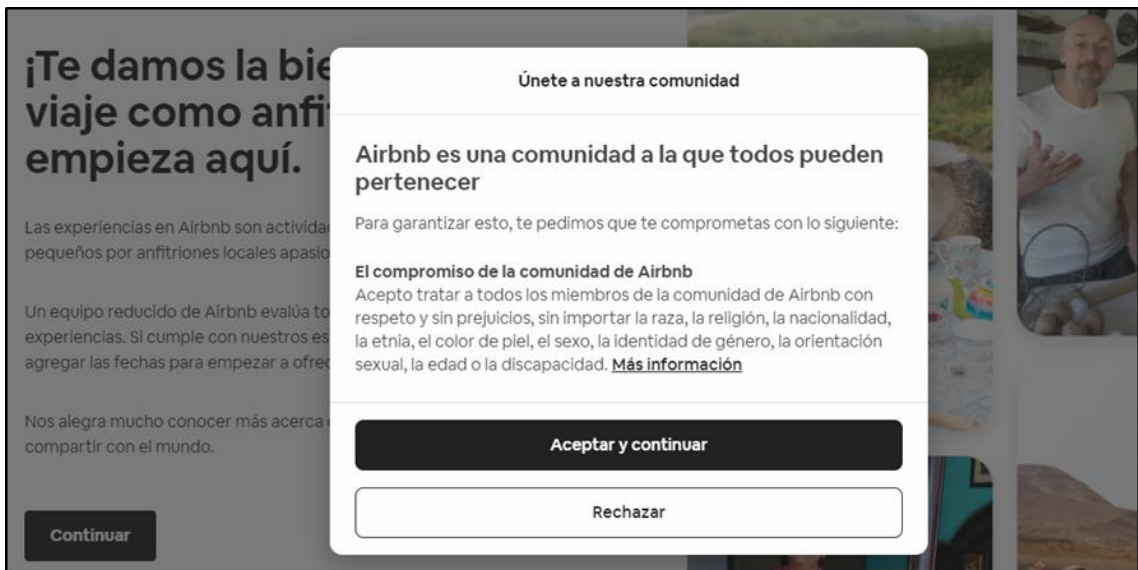 ¡Te damos la bie
viaje como anfi
empieza aquí.
Las experiencias en Airbnb son activida
pequeños por anfitriones locales apasio
Un equipo reducido de Airbnb evalúa to
experiencias. Si cumple con nuestros es
agregar las fechas para empezar a ofrec
Nos alegra mucho conocer más acerca
compartir con el mundo.
Continuar
Únete a nuestra comunidad
Airbnb es una comunidad a la que todos pueden
pertenecer
Para garantizar esto, te pedimos que te comprometas con lo siguiente:
El compromiso de la comunidad de Airbnb
Acepto tratar a todos los miembros de la comunidad de Airbnb con
respeto y sin prejuicios, sin importar la raza, la religión, la nacionalidad,
la etnia, el color de piel, el sexo, la identidad de género, la orientación
sexual, la edad o la discapacidad. Más información
Aceptar y continuar
Rechazar